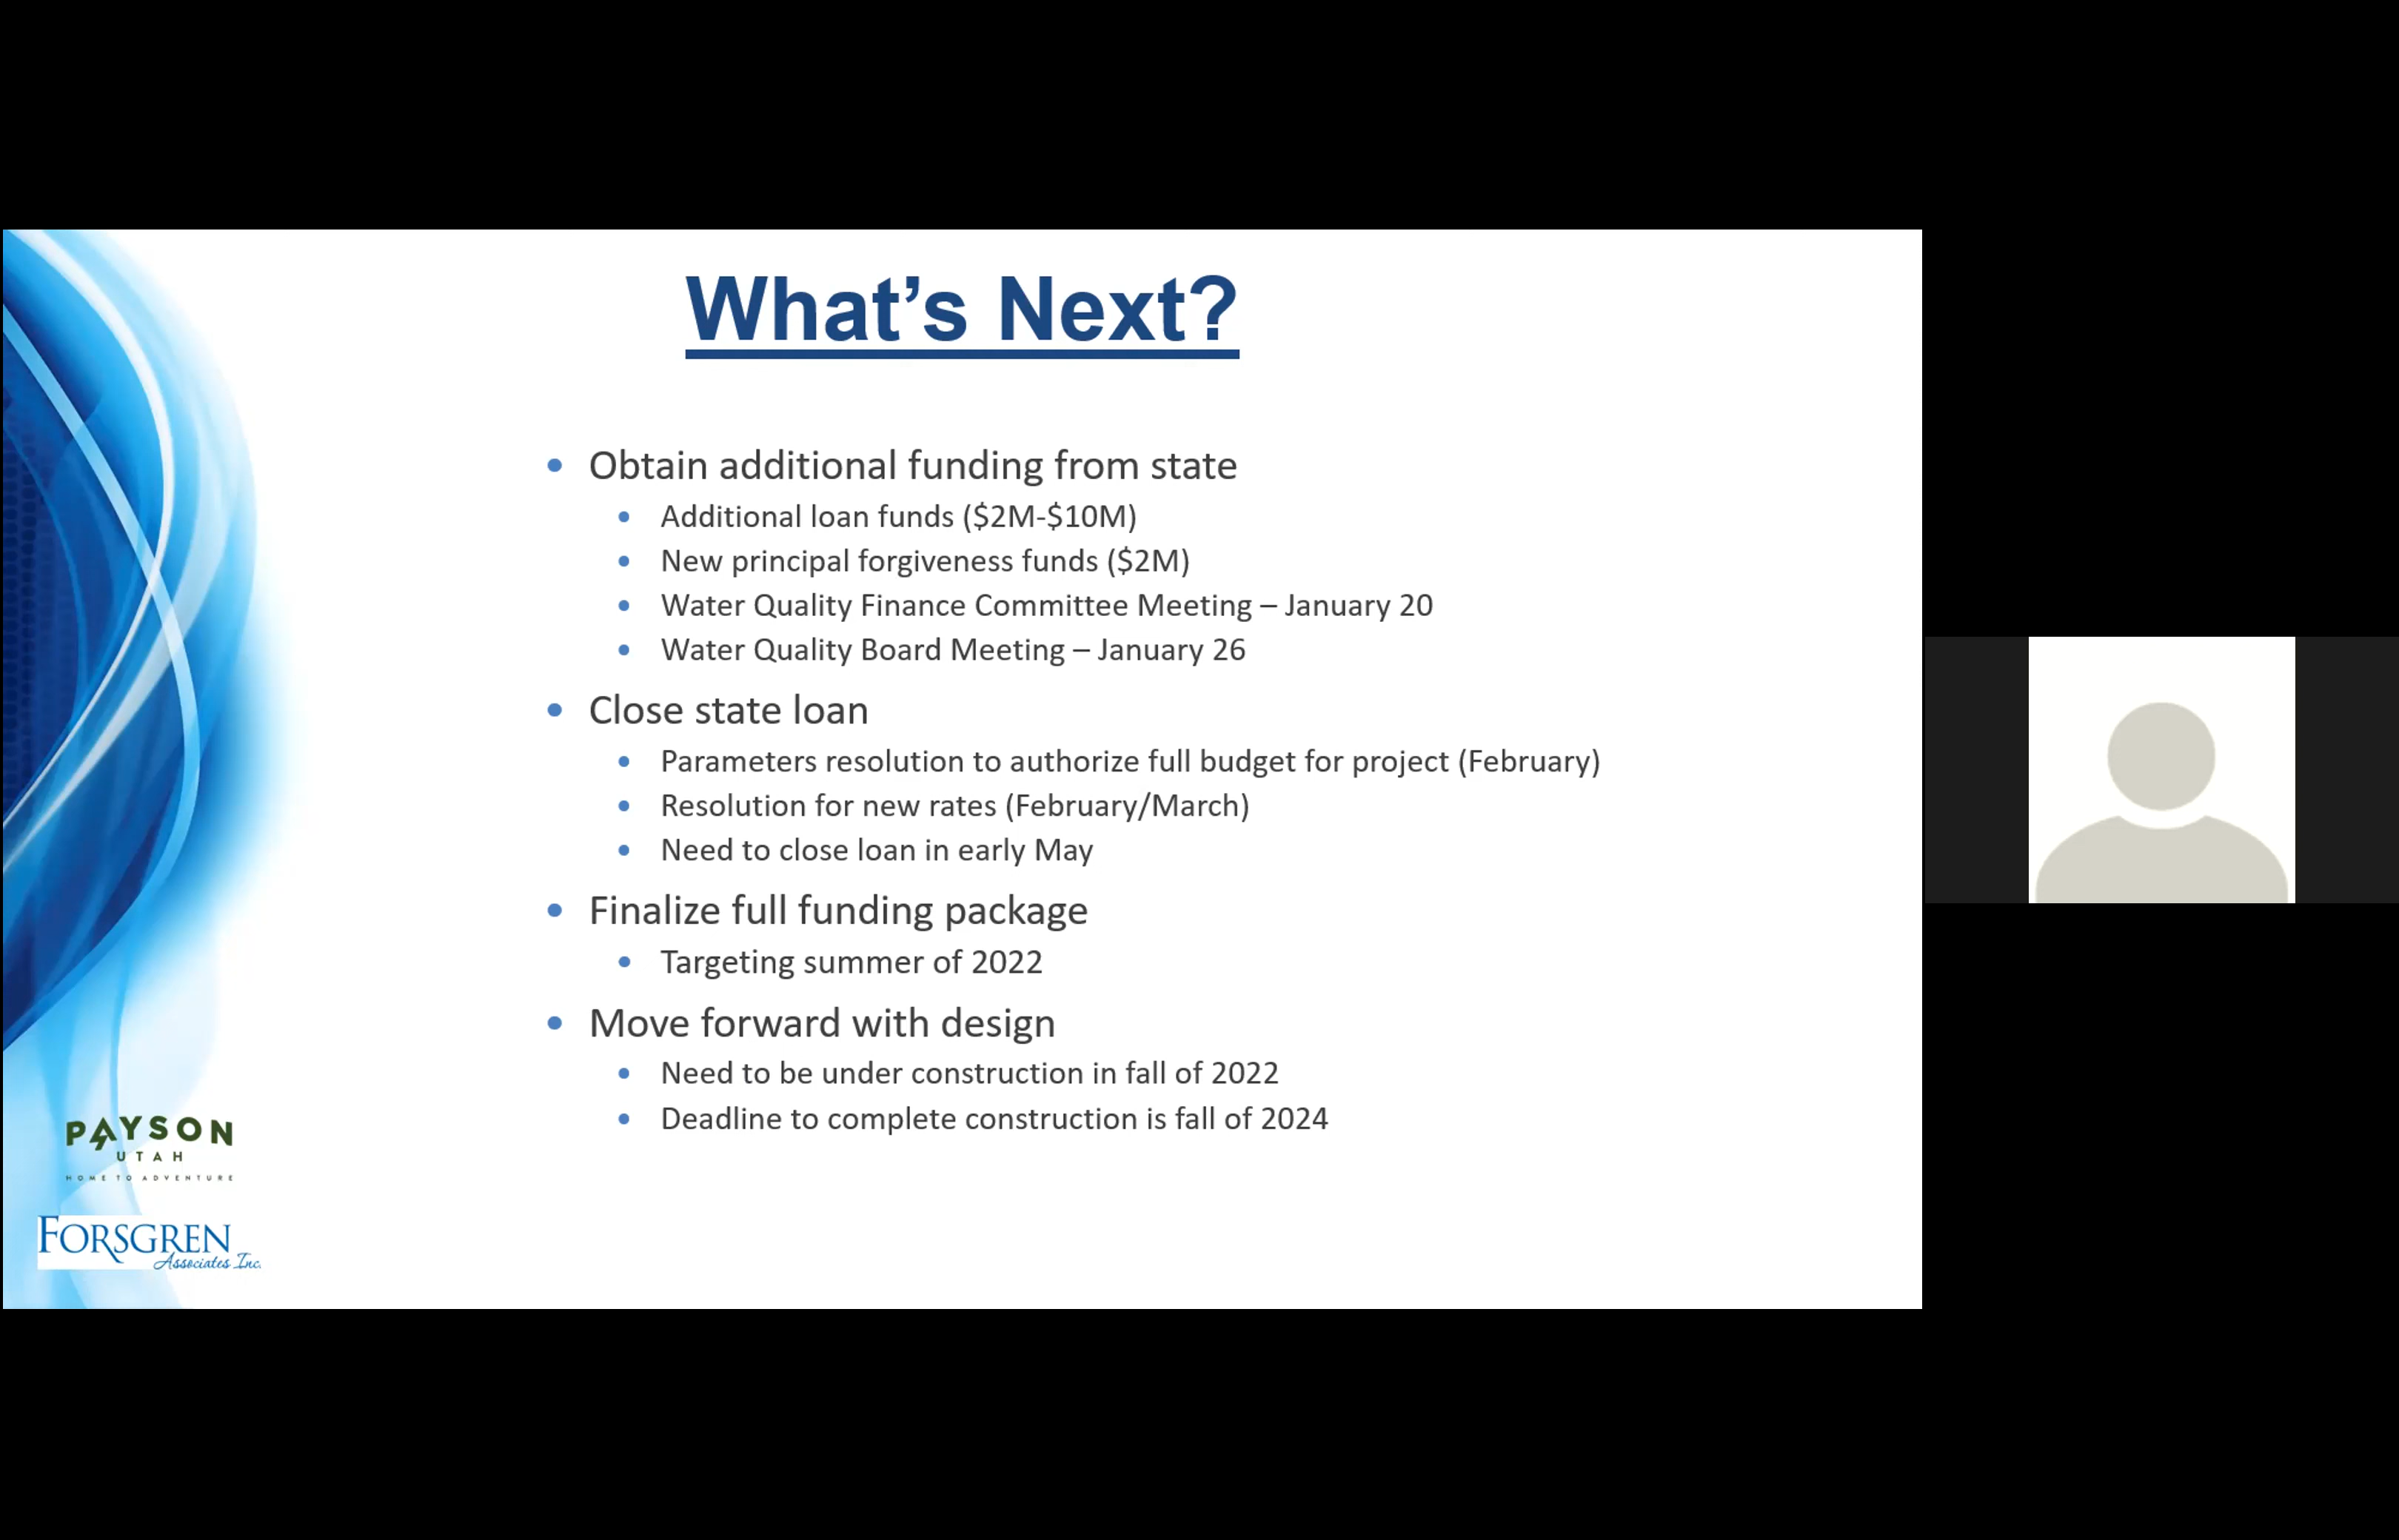 What’s Next?
• Obtain additional funding from state
• Additional loan funds ($2M-$10M)
• New principal forgiveness funds ($2M)
• Water Quality Finance Committee Meeting – January 20
• Water Quality Board Meeting – January 26
• Close state loan
• Parameters resolution to authorize full budget for project (February)
• Resolution for new rates (February/March)
• Need to close loan in early May
• Finalize full funding package
• Targeting summer of 2022
• Move forward with design
• Need to be under construction in fall of 2022
• Deadline to complete construction is fall of 2024
PAYSON
UTAH
HOME TO ADVENTURE
FORSGREN
Associates Inc.